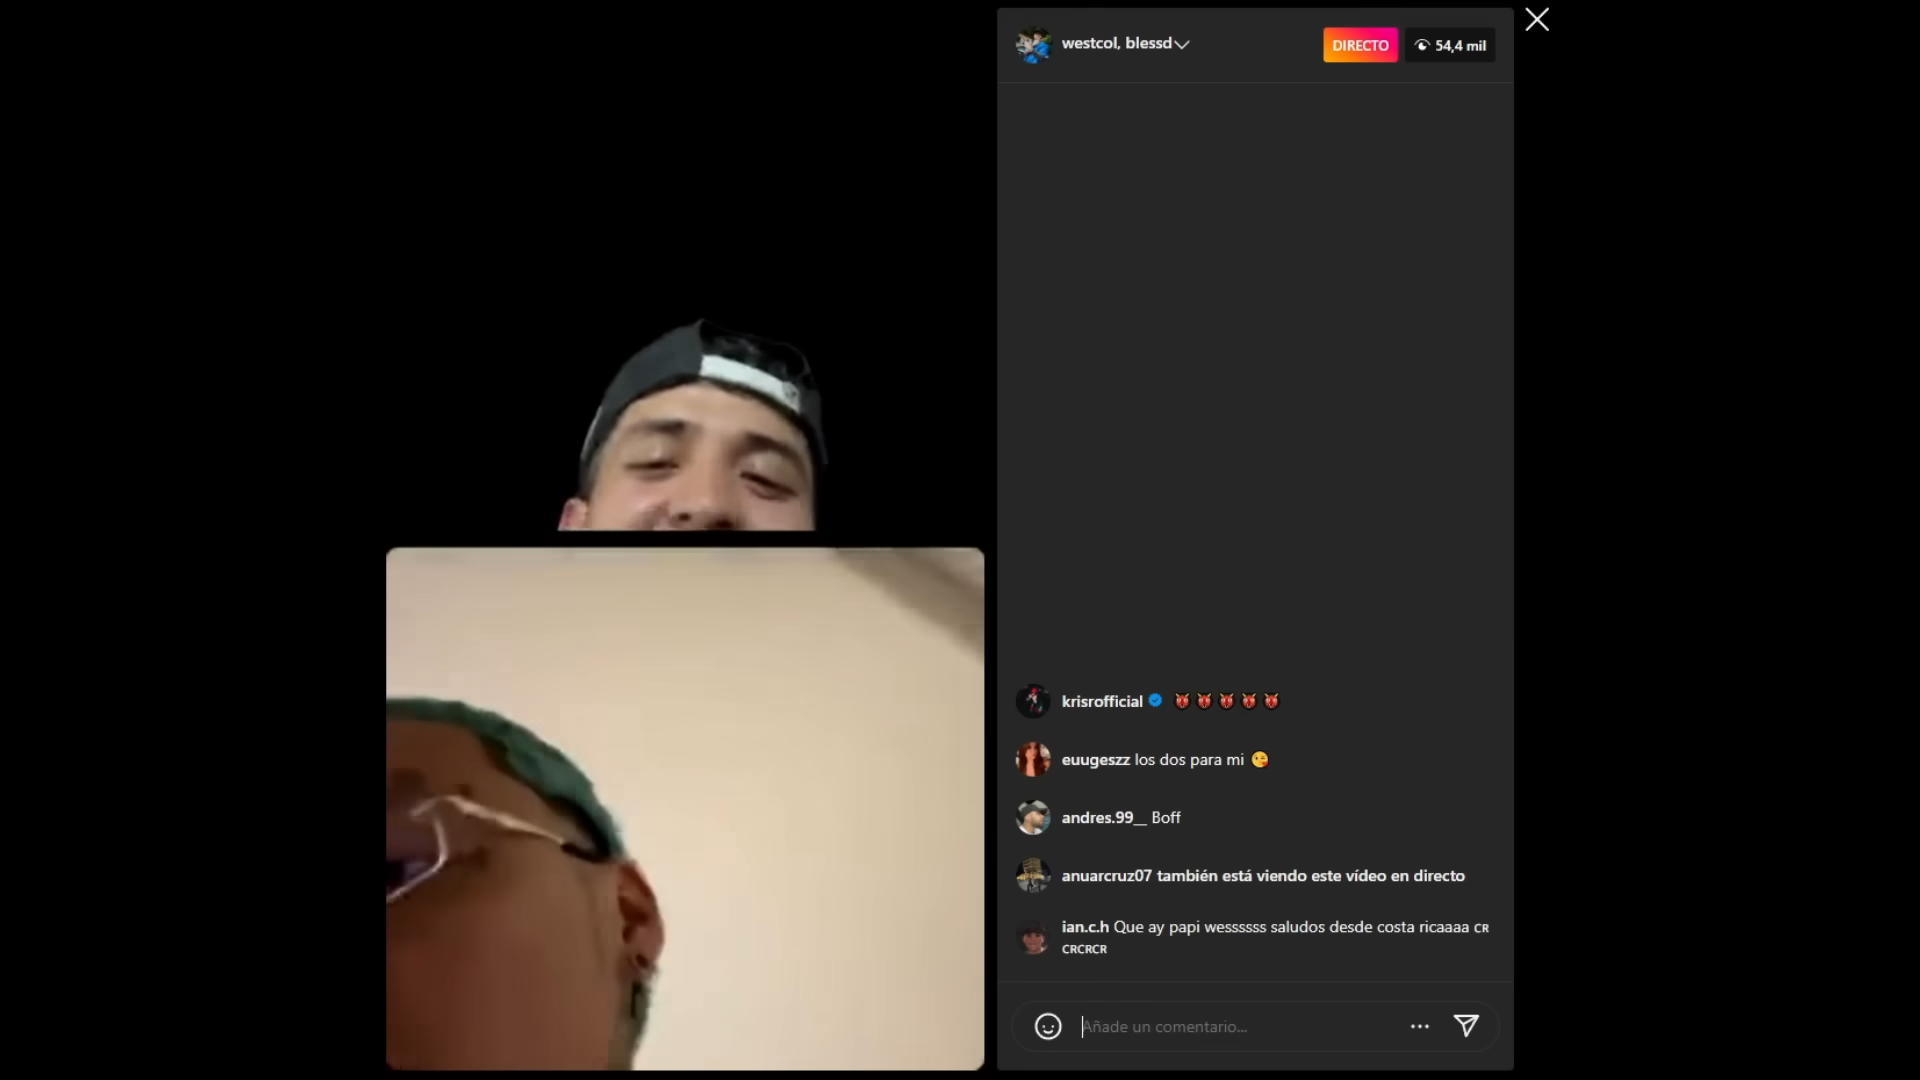 westcol, blessd
DIRECTO
54,4 mil
krisrofficial
euugeszz los dos para mi
andres.99__ Boff
anuarcruz07 también está viendo este vídeo en directo
ian.c.h Que ay papi wessssss saludos desde costa ricaaaa CR
CRCRCR
Añade un comentario...